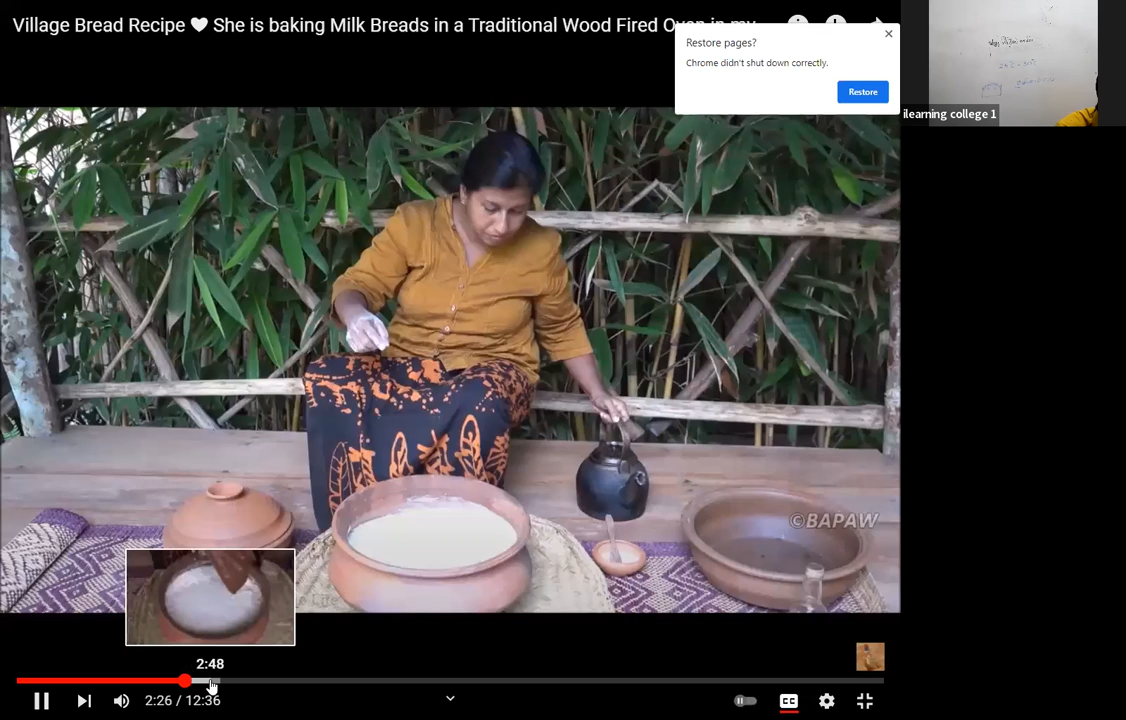 Village Bread Recipe ❤ She is baking Milk Breads in a Traditional Wood Fired Oven in my
Restore pages?
Chrome didn't shut down correctly.
Restore
ilearning college 1
©BAPAW
2:48
2:26 / 12:36
CC